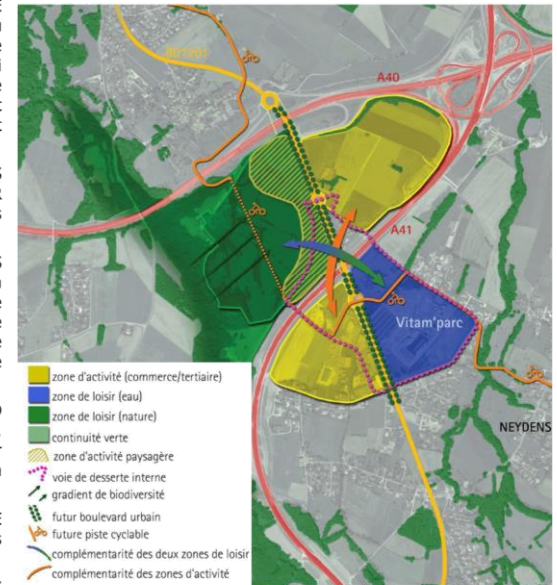 A40
A41
Vitam'parc
NEYDENS
zone d'activité (commerce/tertiaire)
zone de loisir (eau)
zone de loisir (nature)
continuité verte
zone d'activité paysagère
voie de desserte interne
gradient de biodiversité
futur boulevard urbain
future piste cyclable
complémentarité des deux zones de loisir
complémentarité des zones d'activité